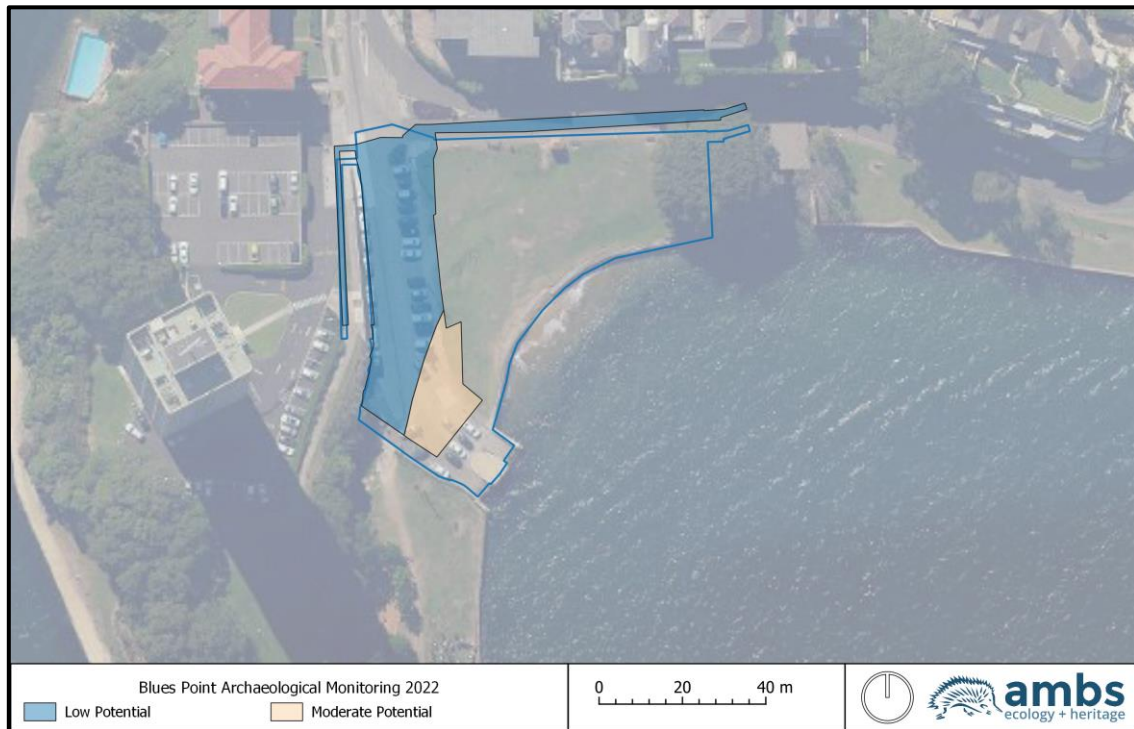 Blues Point Archaeological Monitoring 2022
Low Potential
Moderate Potential
0 20 40 m
ambs
ecology + heritage